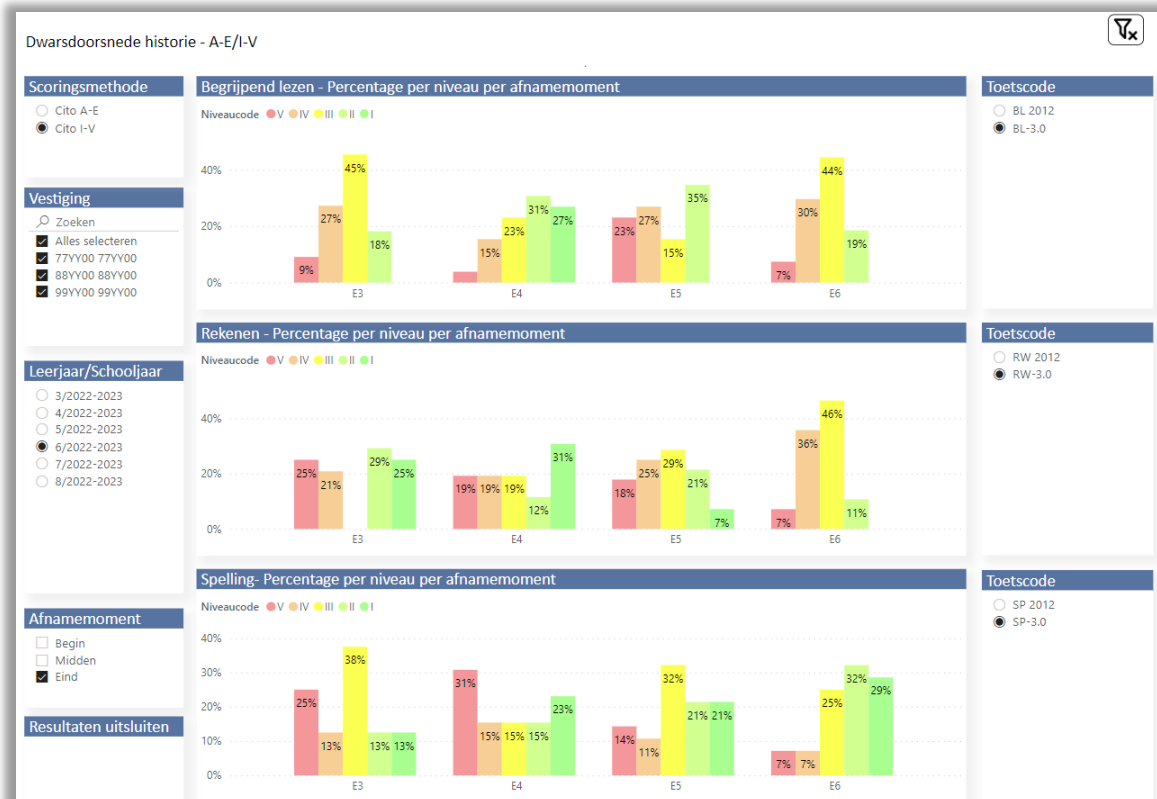 Dwarsdoorsnede historie - A-E/I-V
Scoringsmethode
Cito A-E
Cito I-V
Vestiging
Zoeken
Alles selecteren
77YY00 77YY00
88YY00 88YY00
99YY00 99YY00
Leerjaar/Schooljaar
3/2022-2023
4/2022-2023
5/2022-2023
6/2022-2023
7/2022-2023
8/2022-2023
Afnamemoment
Begin
Midden
Eind
Resultaten uitsluiten
Begrijpend lezen - Percentage per niveau per afnamemoment
Niveaucode V IV III II I
40%
20%
0%
9% 27% 45% 18%
15% 23% 31% 27%
23% 27% 15% 35%
7% 30% 44% 19%
E3 E4 E5 E6
Toetscode
BL 2012
BL-3.0
Rekenen - Percentage per niveau per afnamemoment
Niveaucode V IV III II I
40%
20%
0%
25% 21% 29% 25%
19% 19% 19% 12% 31%
18% 25% 29% 21% 7%
7% 36% 46% 11%
E3 E4 E5 E6
Toetscode
RW 2012
RW-3.0
Spelling- Percentage per niveau per afnamemoment
Niveaucode V IV III II I
40%
30%
20%
10%
0%
25% 13% 38% 13% 13%
31% 15% 15% 15% 23%
14% 11% 32% 21% 21%
7% 7% 25% 32% 29%
E3 E4 E5 E6
Toetscode
SP 2012
SP-3.0